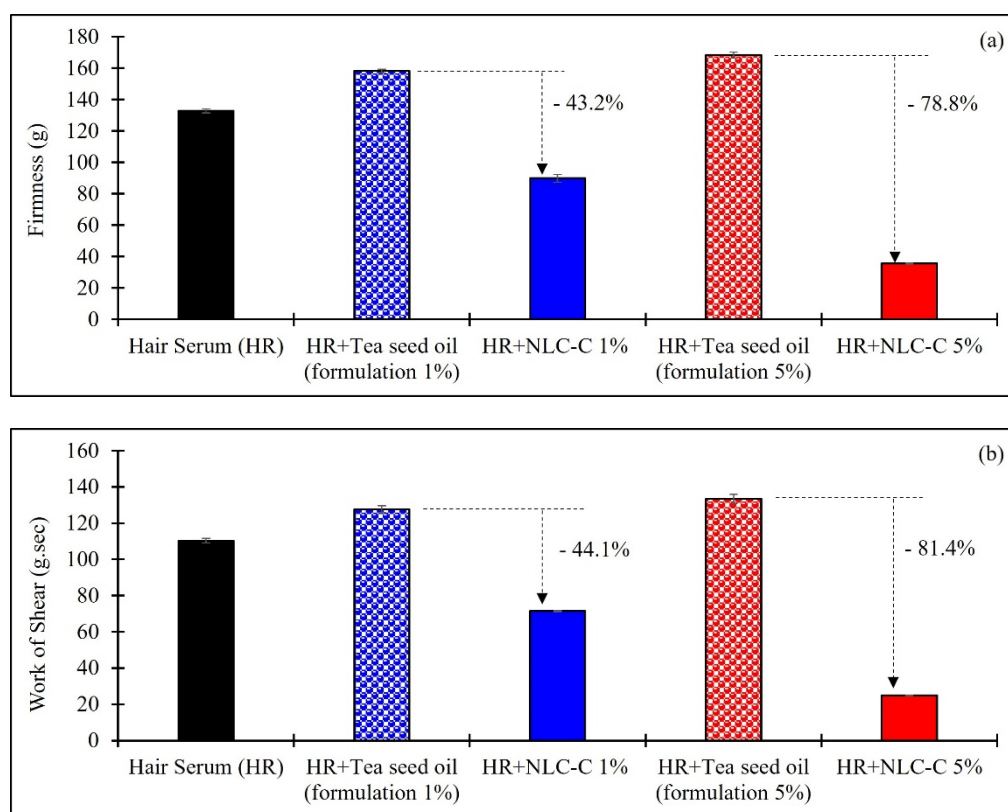 (a)
180
160
140
120
100
80
60
40
20
0
Firmness (g)
- 43.2%
- 78.8%
Hair Serum (HR)
HR+Tea seed oil
(formulation 1%)
HR+NLC-C 1%
HR+Tea seed oil
(formulation 5%)
HR+NLC-C 5%
(b)
160
140
120
100
80
60
40
20
0
Work of Shear (g.sec)
- 44.1%
- 81.4%
Hair Serum (HR)
HR+Tea seed oil
(formulation 1%)
HR+NLC-C 1%
HR+Tea seed oil
(formulation 5%)
HR+NLC-C 5%